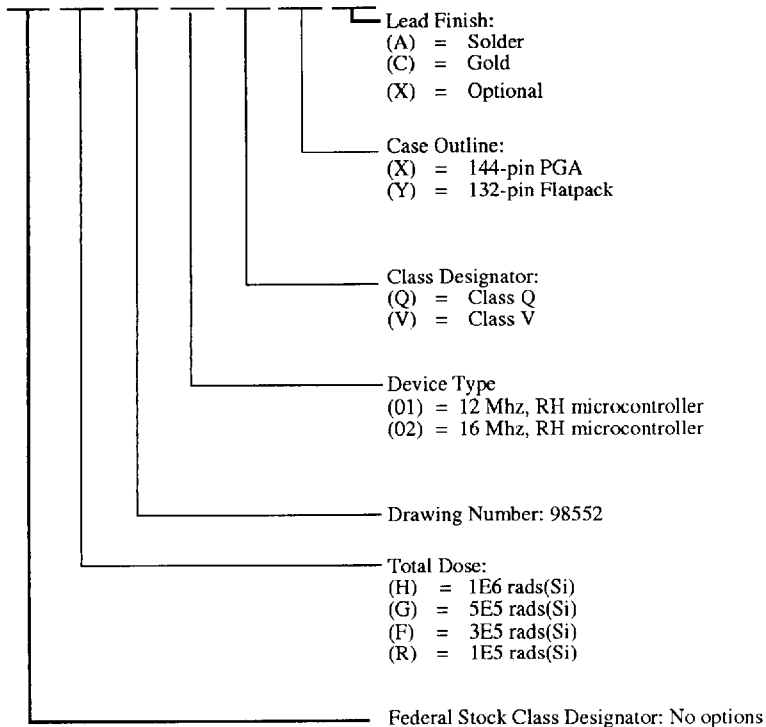 Lead Finish:
(A) = Solder
(C) = Gold
(X) = Optional
Case Outline:
(X) = 144-pin PGA
(Y) = 132-pin Flatpack
Class Designator:
(Q) = Class Q
(V) = Class V
Device Type
(01) = 12 Mhz, RH microcontroller
(02) = 16 Mhz, RH microcontroller
Drawing Number: 98552
Total Dose:
(H) = 1E6 rads(Si)
(G) = 5E5 rads(Si)
(F) = 3E5 rads(Si)
(R) = 1E5 rads(Si)
Federal Stock Class Designator: No options